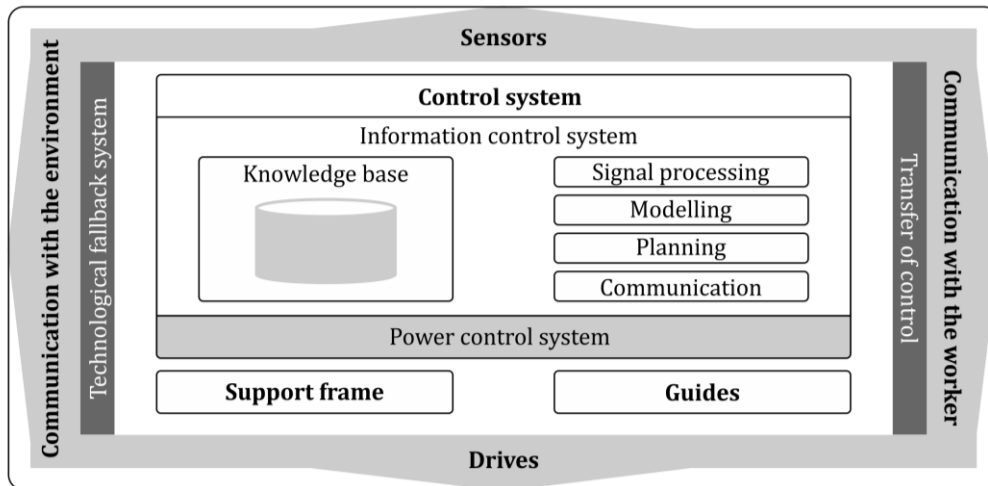 Sensors
Communication with the environment
Technological fallback system
Control system
Information control system
Knowledge base
Signal processing
Modelling
Planning
Communication
Power control system
Support frame
Guides
Transfer of control
Communication with the worker
Drives